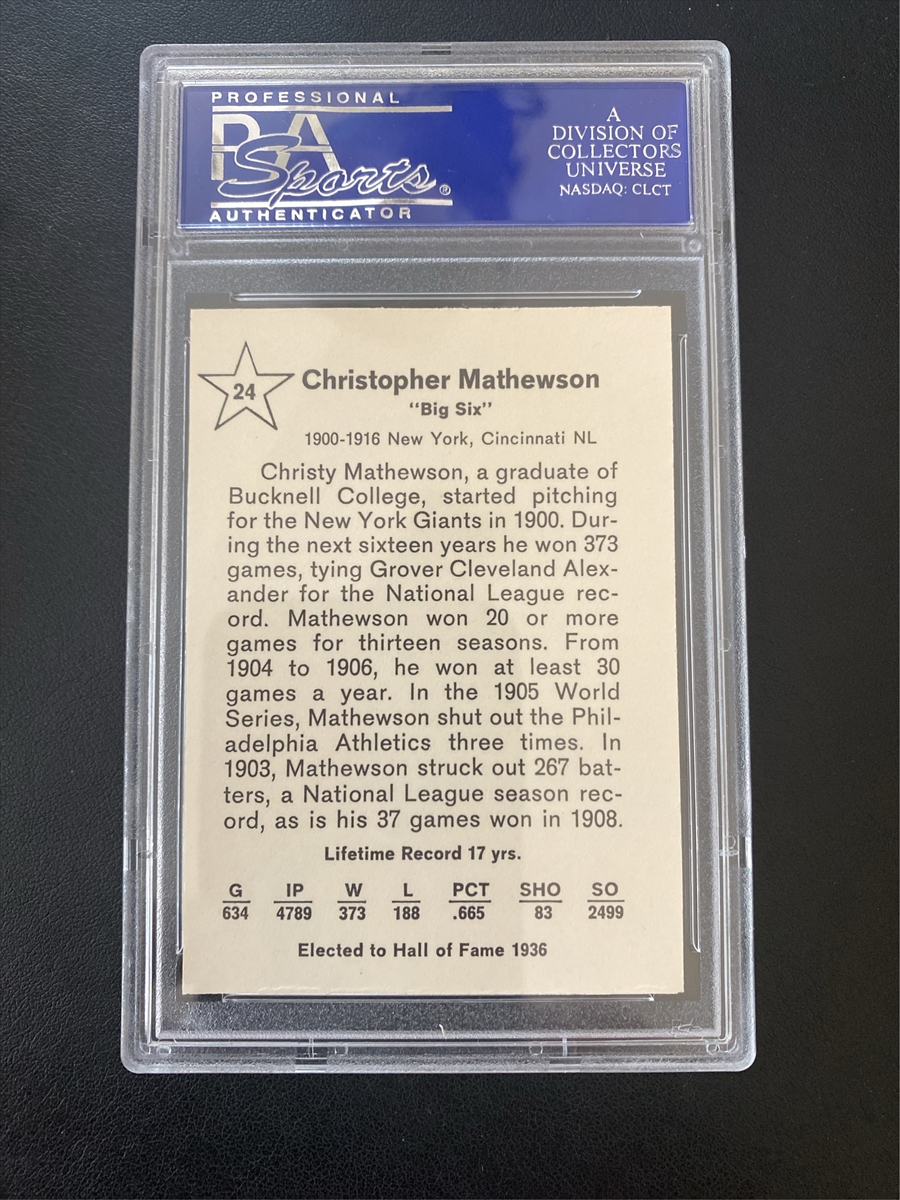 PROFESSIONAL
PSA
Sports®
AUTHENTICATOR
A
DIVISION OF
COLLECTORS
UNIVERSE
NASDAQ: CLCT
24
Christopher Mathewson
"Big Six"
1900-1916 New York, Cincinnati NL
Christy Mathewson, a graduate of
Bucknell College, started pitching
for the New York Giants in 1900. Dur-
ing the next sixteen years he won 373
games, tying Grover Cleveland Alex-
ander for the National League rec-
ord. Mathewson won 20 or more
games for thirteen seasons. From
1904 to 1906, he won at least 30
games a year. In the 1905 World
Series, Mathewson shut out the Phil-
adelphia Athletics three times. In
1903, Mathewson struck out 267 bat-
ters, a National League season rec-
ord, as is his 37 games won in 1908.
Lifetime Record 17 yrs.
G IP W L PCT SHO SO
634 4789 373 188 .665 83 2499
Elected to Hall of Fame 1936